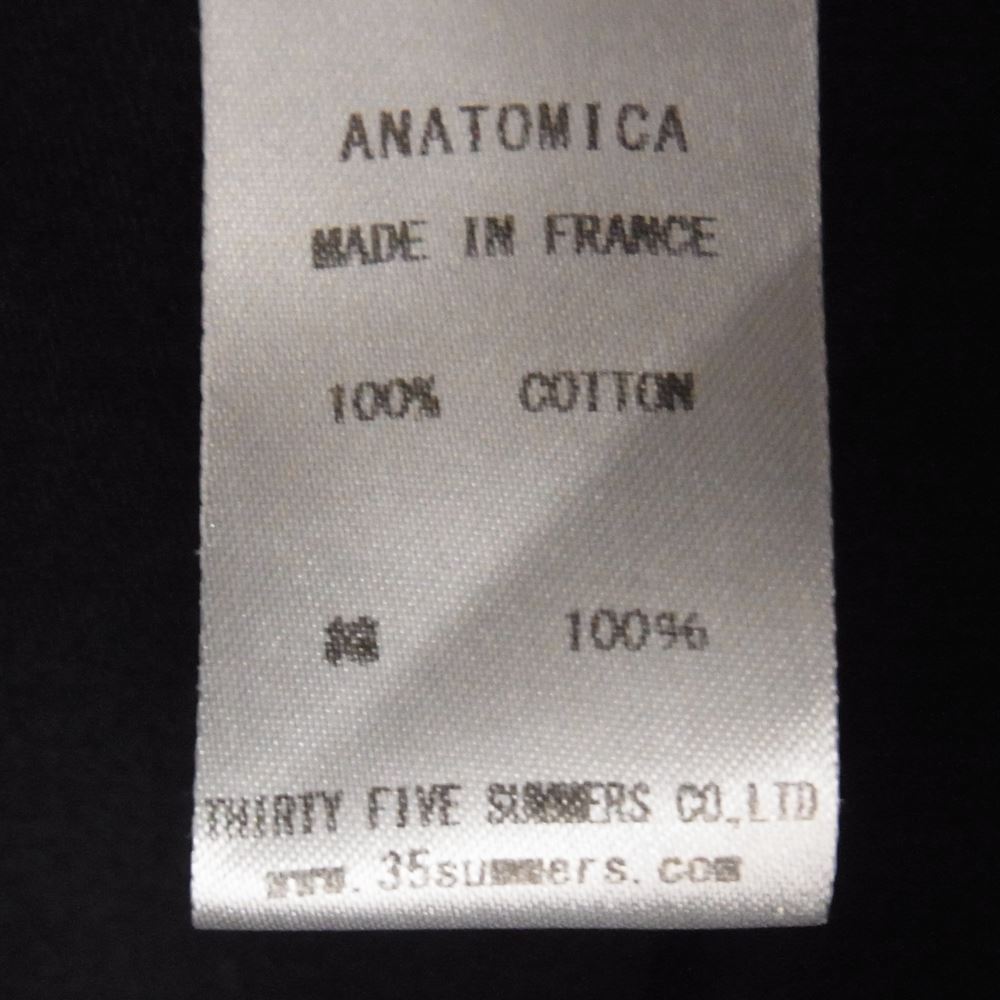 ANATOMICA
MADE IN FRANCE
100% COTTON
綿 100%
THIRTY FIVE SUMMERS CO.,LTD
www.35summers.com